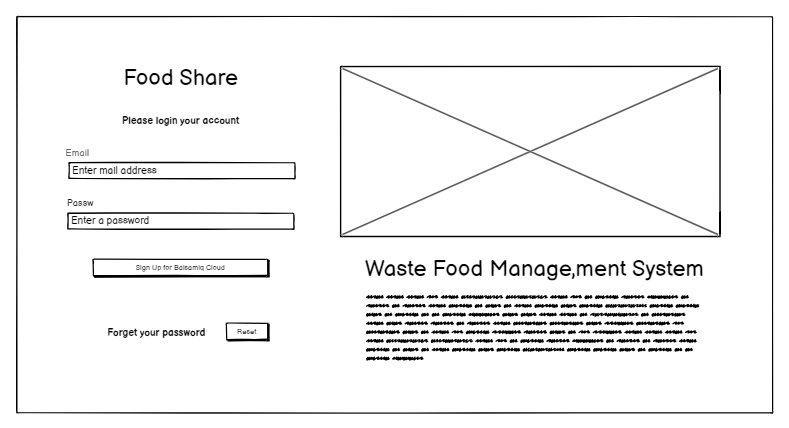 Food Share
Please login your account
Email
Enter mail address
Passw
Enter a password
Sign Up for Balsamiq Cloud
Forget your password
Reset
Waste Food Manage,ment System